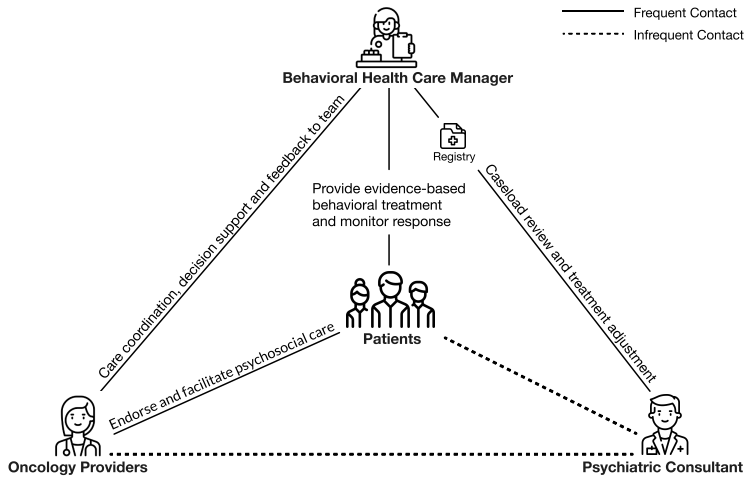 Frequent Contact
Infrequent Contact
Behavioral Health Care Manager
Registry
Care coordination, decision support and feedback to team
Provide evidence-based
behavioral treatment
and monitor response
Caseload review and treatment adjustment
Patients
Endorse and facilitate psychosocial care
Oncology Providers
Psychiatric Consultant